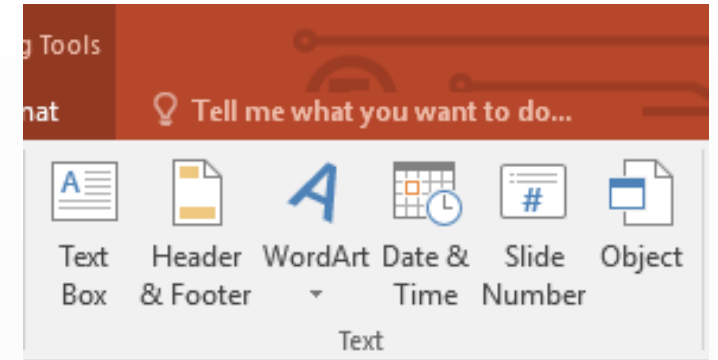 g Tools
mat
Tell me what you want to do...
A
#
Text Header WordArt Date & Slide Object
Box & Footer Time Number
Text